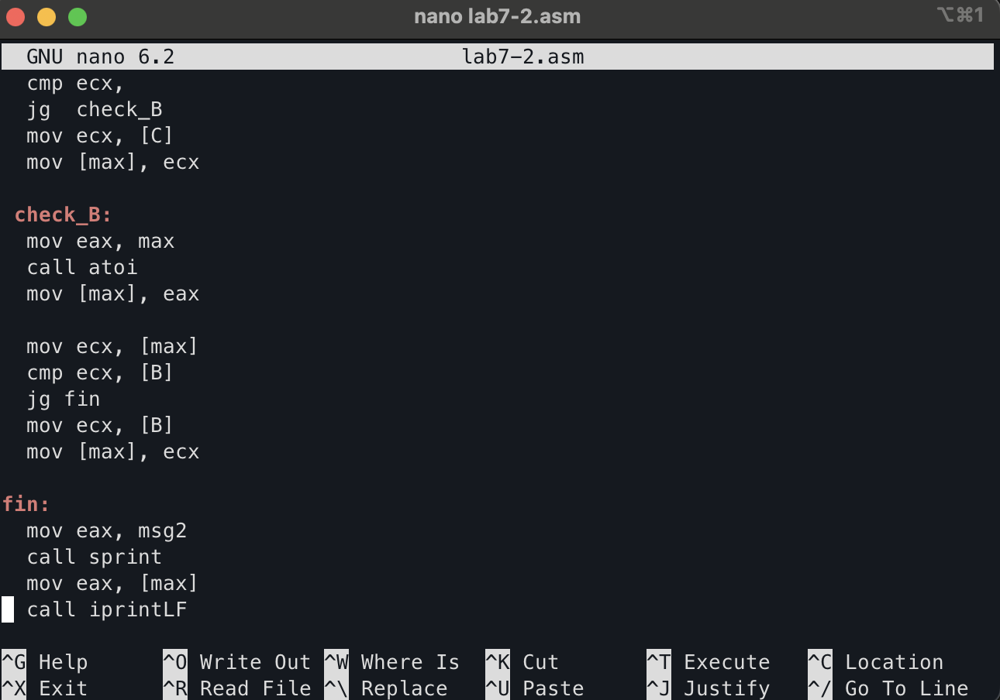 nano lab7-2.asm ⌥⌘1
GNU nano 6.2 lab7-2.asm
cmp ecx,
jg  check_B
mov ecx, [C]
mov [max], ecx
check_B:
mov eax, max
call atoi
mov [max], eax
mov ecx, [max]
cmp ecx, [B]
jg fin
mov ecx, [B]
mov [max], ecx
fin:
mov eax, msg2
call sprint
mov eax, [max]
call iprintLF
^G Help ^O Write Out ^W Where Is ^K Cut ^T Execute ^C Location
^X Exit ^R Read File ^\ Replace ^U Paste ^J Justify ^/ Go To Line